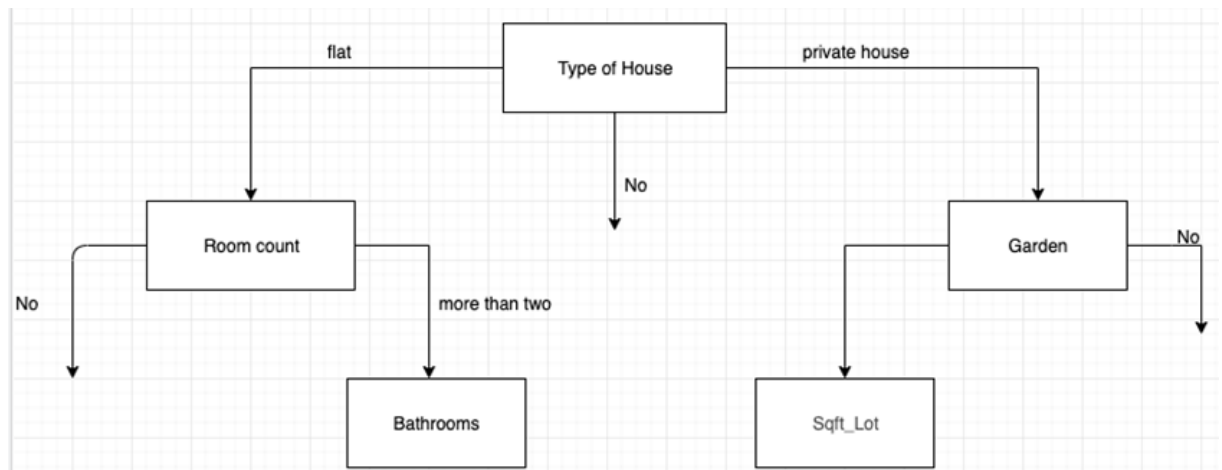 flat
Type of House
private house
No
Room count
Garden
No
No
more than two
Bathrooms
Sqft_Lot